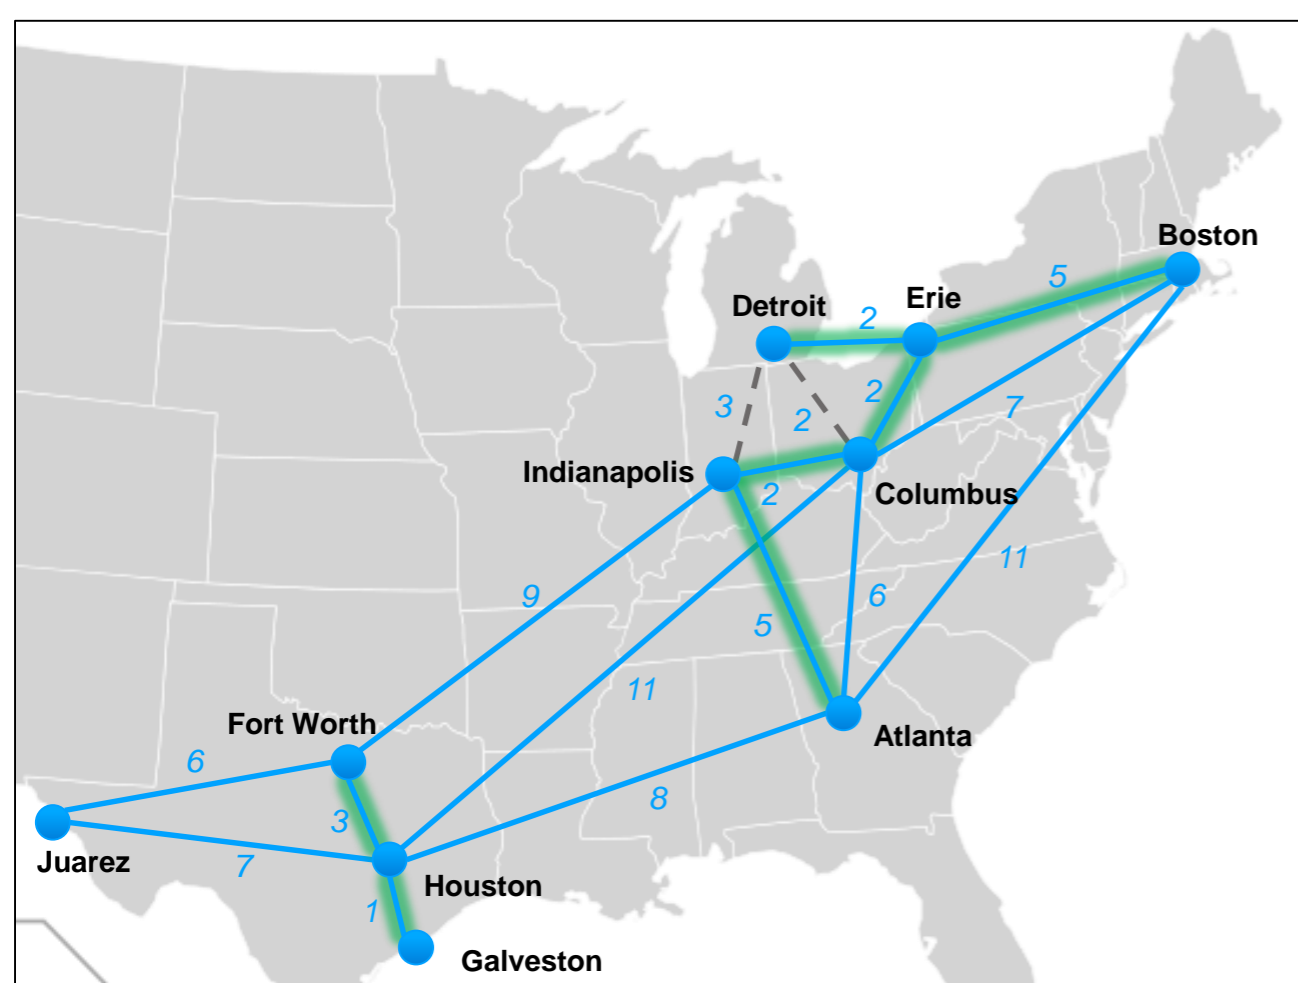 Boston
5
Erie
Detroit
2
2
3
2
7
Indianapolis
2
Columbus
11
9
6
5
11
Fort Worth
Atlanta
6
8
3
Juarez
7
Houston
1
Galveston